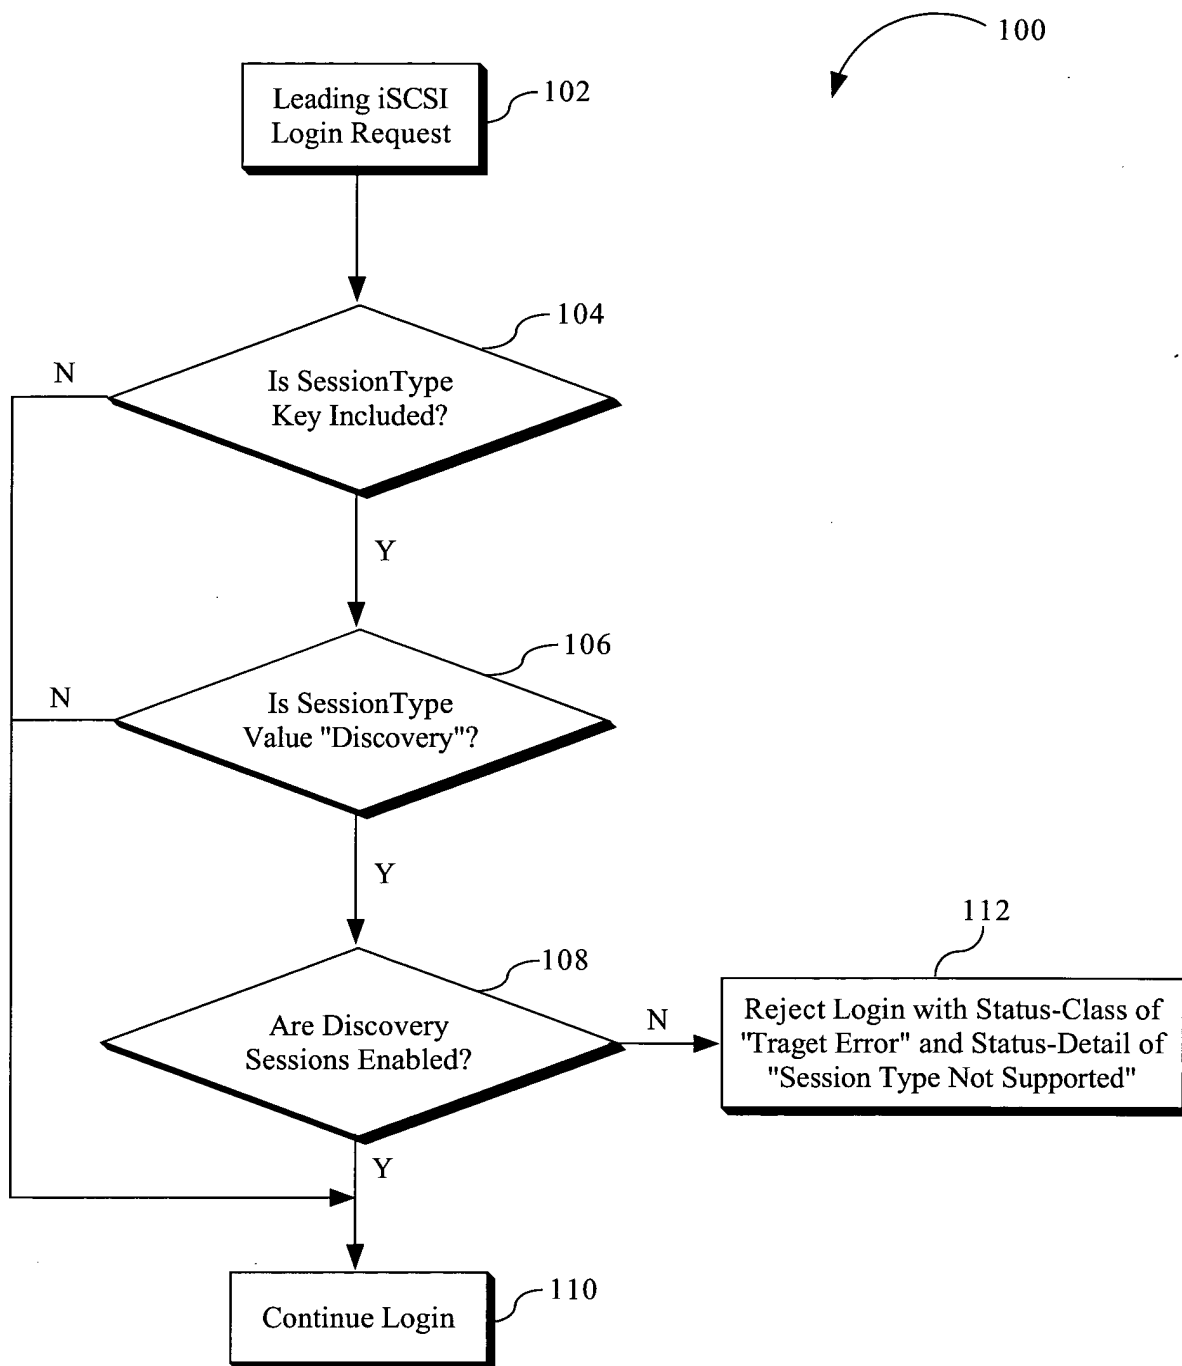 100
Leading iSCSI
Login Request
102
104
N
Is SessionType
Key Included?
Y
106
N
Is SessionType
Value "Discovery"?
Y
112
108
Are Discovery
Sessions Enabled?
N
Reject Login with Status-Class of
"Traget Error" and Status-Detail of
"Session Type Not Supported"
Y
Continue Login
110